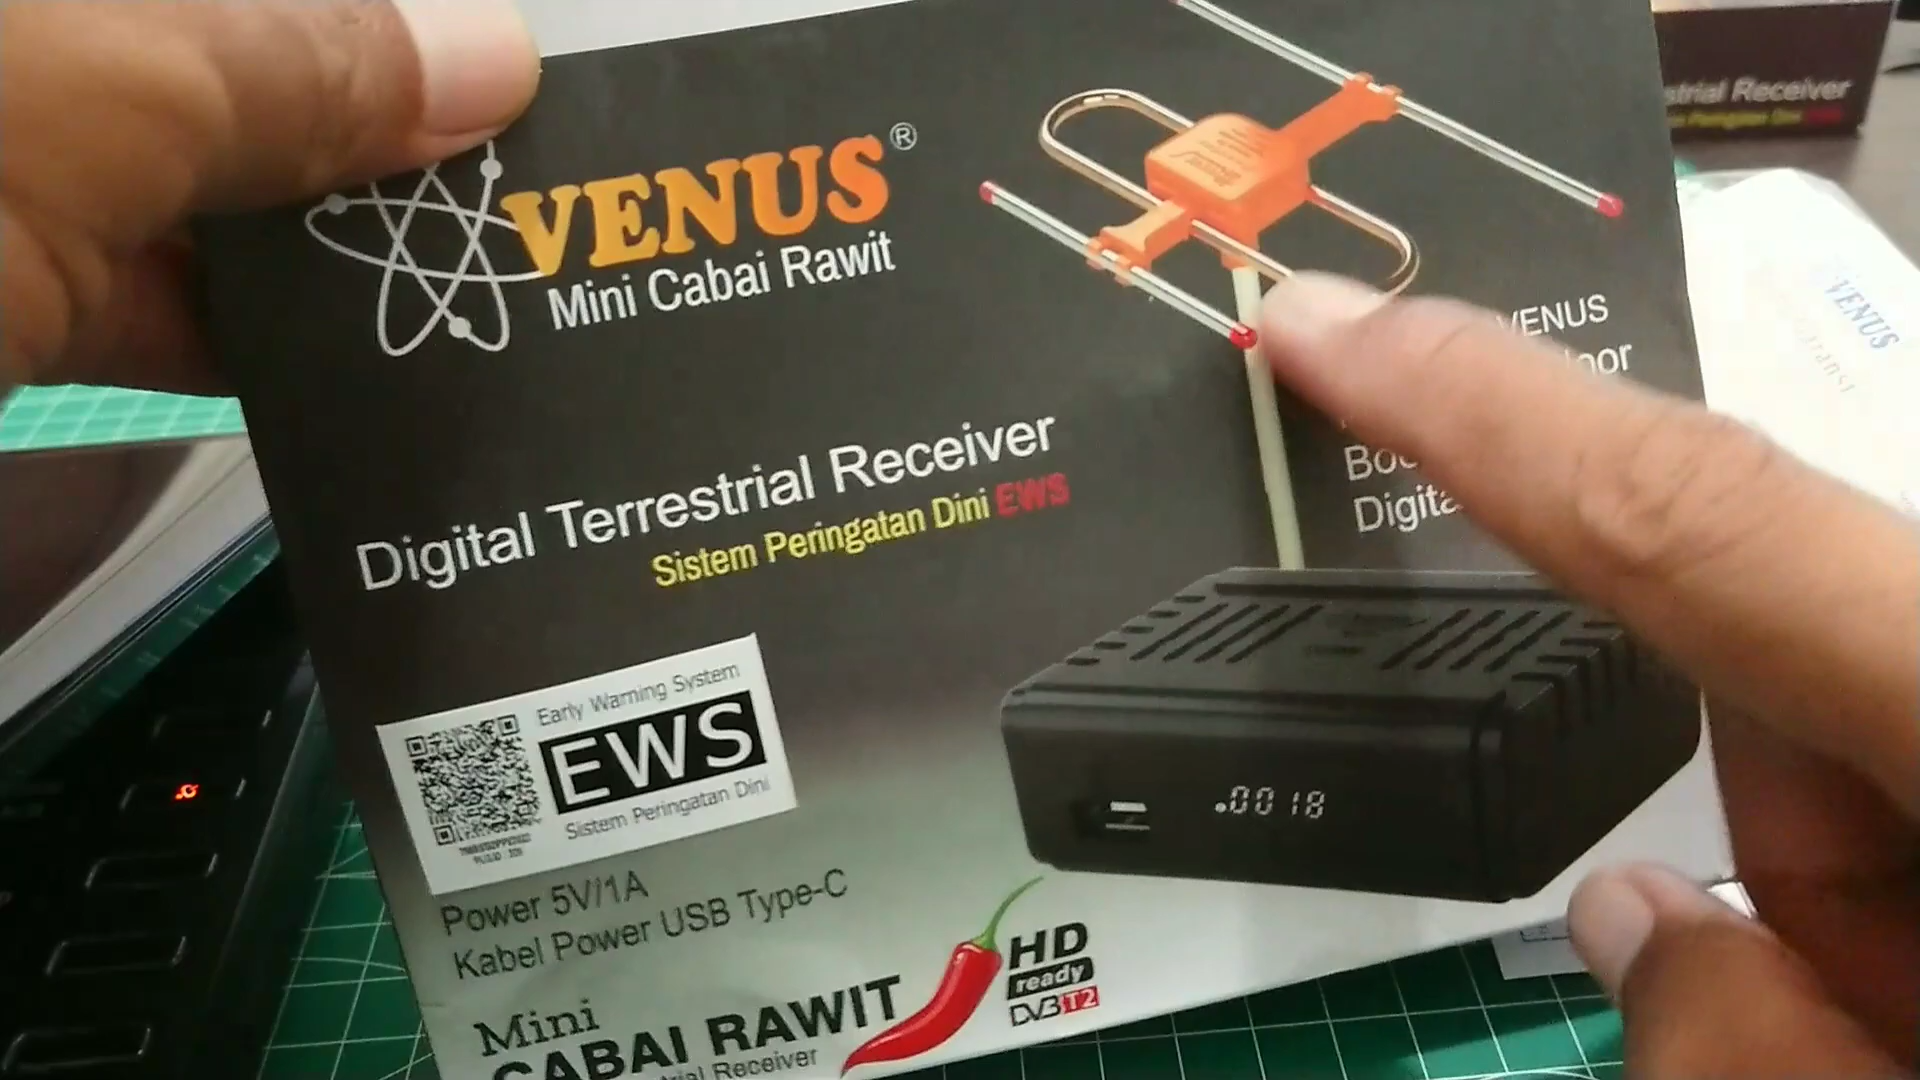 VENUS®
Mini Cabai Rawit
Digital Terrestrial Receiver
Sistem Peringatan Dini EWS
VENUS
Digita
Early Warning System
EWS
Sistem Peringatan Dini
Power 5V/1A
Kabel Power USB Type-C
Mini
CABAI RAWIT
Receiver
HD
ready
DVB T2
.0018
strial Receiver
VENUS